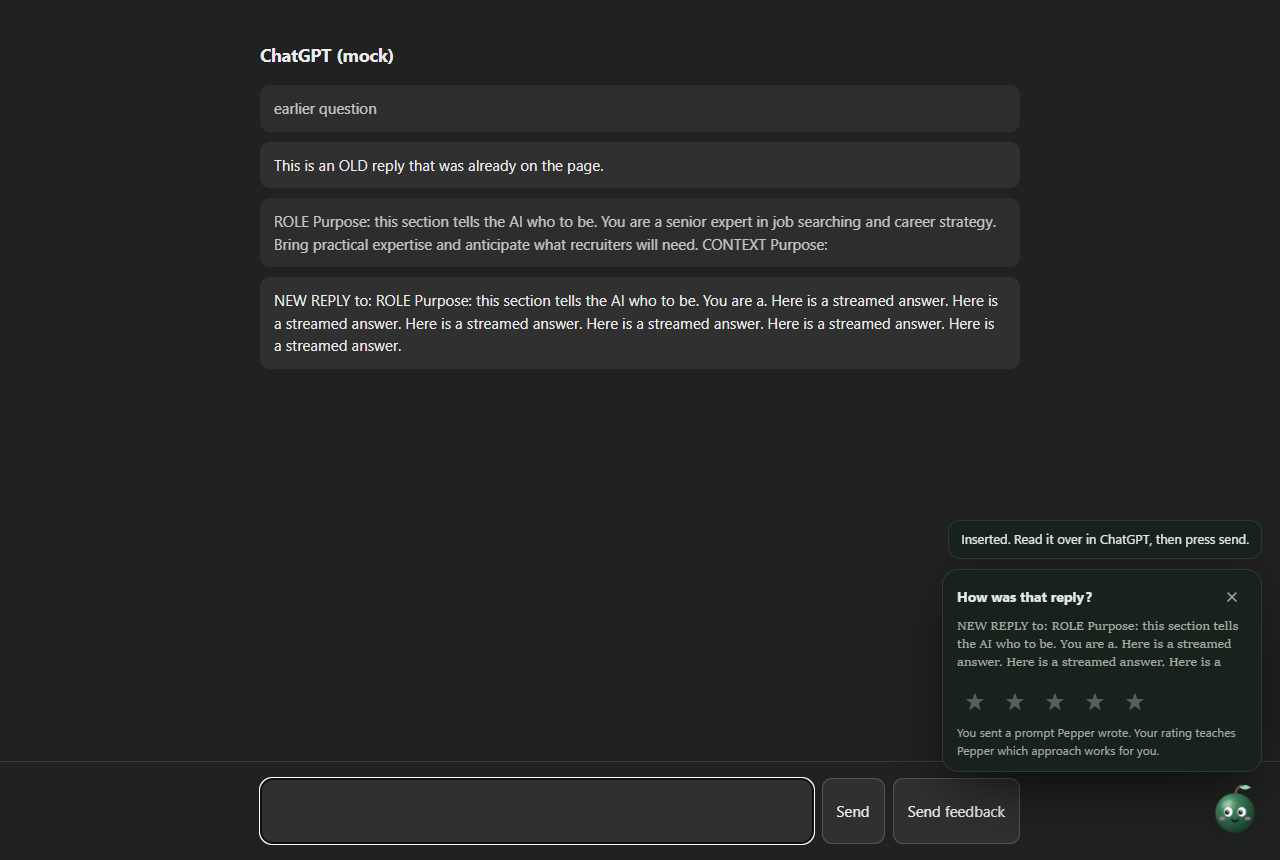 ChatGPT (mock)
earlier question
This is an OLD reply that was already on the page.
ROLE Purpose: this section tells the AI who to be. You are a senior expert in job searching and career strategy.
Bring practical expertise and anticipate what recruiters will need. CONTEXT Purpose:
NEW REPLY to: ROLE Purpose: this section tells the AI who to be. You are a. Here is a streamed answer. Here is
a streamed answer. Here is a streamed answer. Here is a streamed answer. Here is a streamed answer. Here is
a streamed answer.
Inserted. Read it over in ChatGPT, then press send.
How was that reply?
NEW REPLY to: ROLE Purpose: this section tells
the AI who to be. You are a. Here is a streamed
answer. Here is a streamed answer. Here is a
You sent a prompt Pepper wrote. Your rating teaches
Pepper which approach works for you.
Send
Send feedback